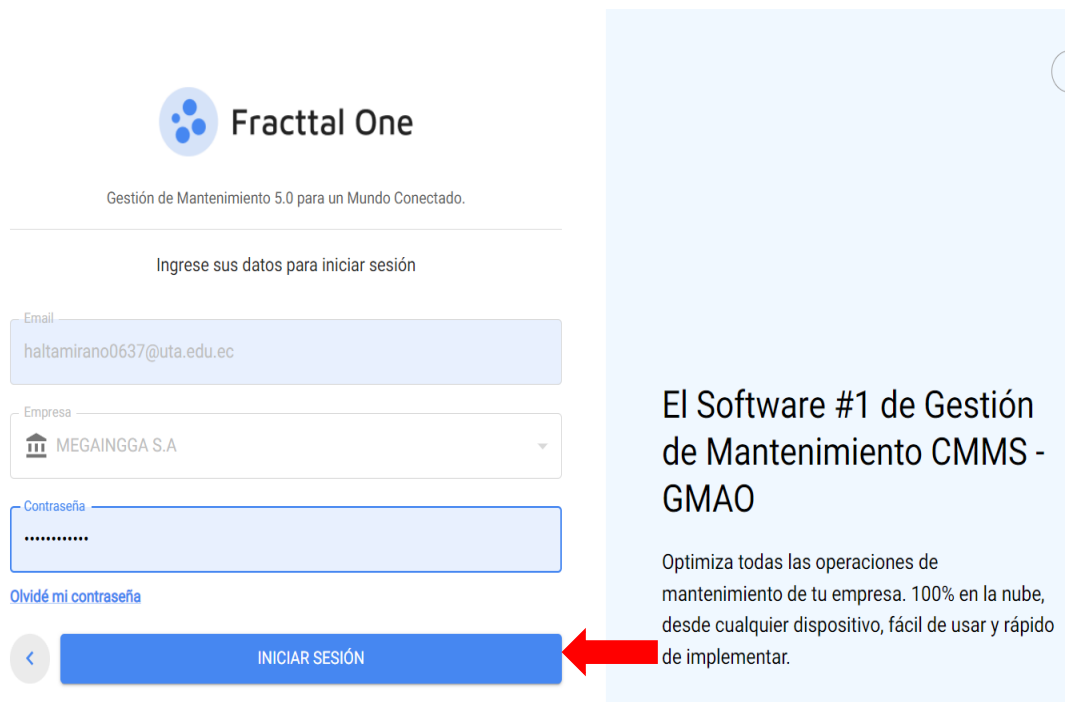 Fracttal One
Gestión de Mantenimiento 5.0 para un Mundo Conectado.
Ingrese sus datos para iniciar sesión
Email
haltamirano0637@uta.edu.ec
Empresa
MEGAINGGA S.A
Contraseña
••••••••••••
Olvidé mi contraseña
INICIAR SESIÓN
El Software #1 de Gestión
de Mantenimiento CMMS -
GMAO
Optimiza todas las operaciones de
mantenimiento de tu empresa. 100% en la nube,
desde cualquier dispositivo, fácil de usar y rápido
de implementar.